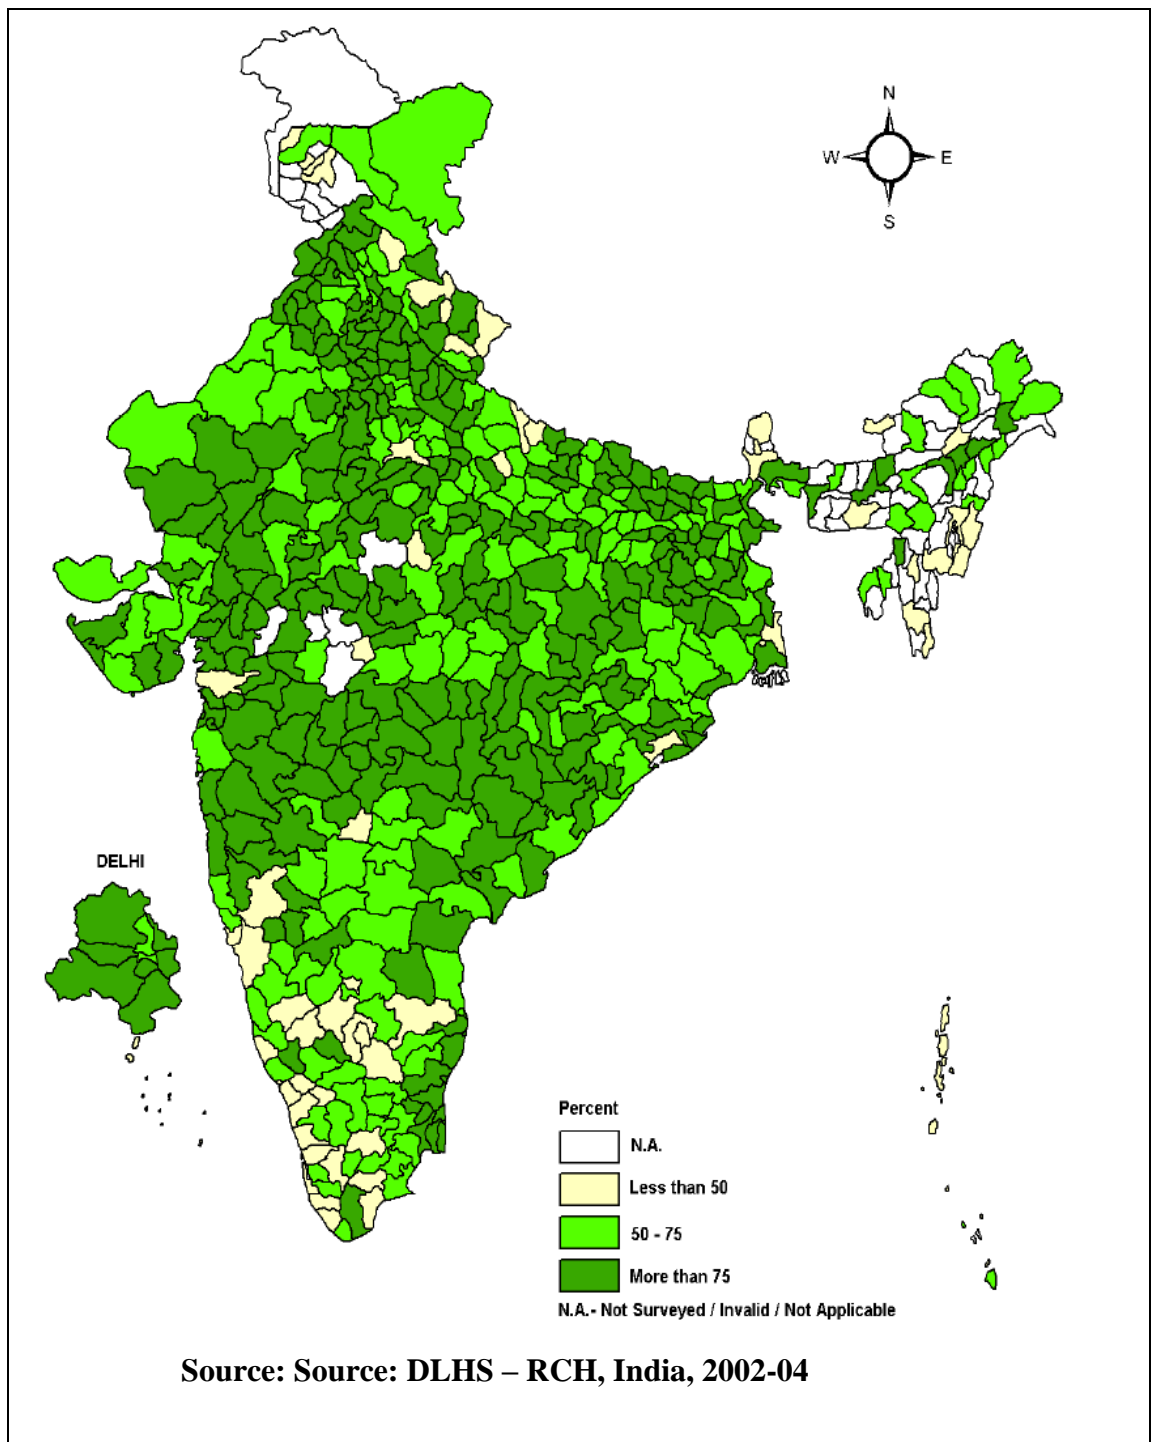 N
W E
S
DELHI
Percent
N.A.
Less than 50
50 - 75
More than 75
N.A.- Not Surveyed / Invalid / Not Applicable
Source: Source: DLHS – RCH, India, 2002-04